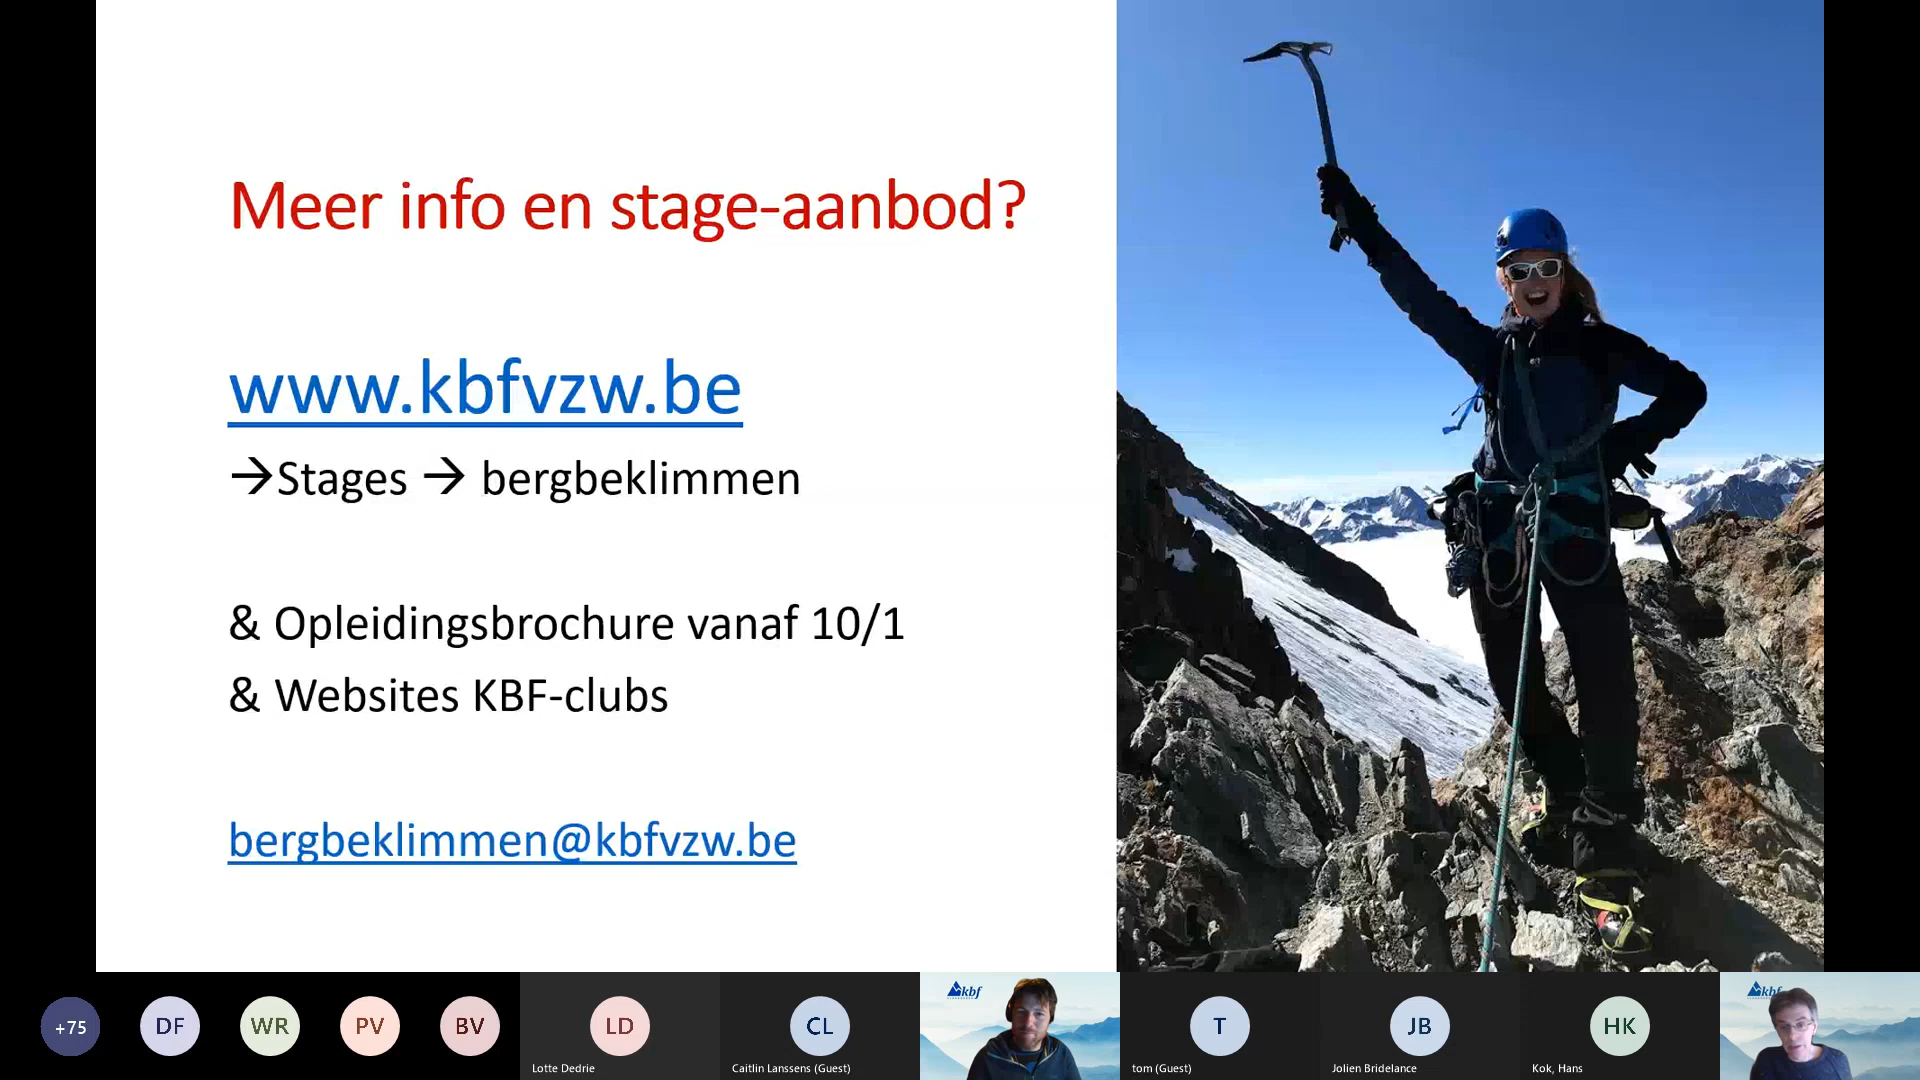 Meer info en stage-aanbod?
www.kbfvzw.be
→Stages → bergbeklimmen
& Opleidingsbrochure vanaf 10/1
& Websites KBF-clubs
bergbeklimmen@kbfvzw.be
+75
DF
WR
PV
BV
LD
Lotte Dedrie
CL
Caitlin Lanssens (Guest)
kbf
T
tom (Guest)
JB
Jolien Bridelance
HK
Kok, Hans
kbf